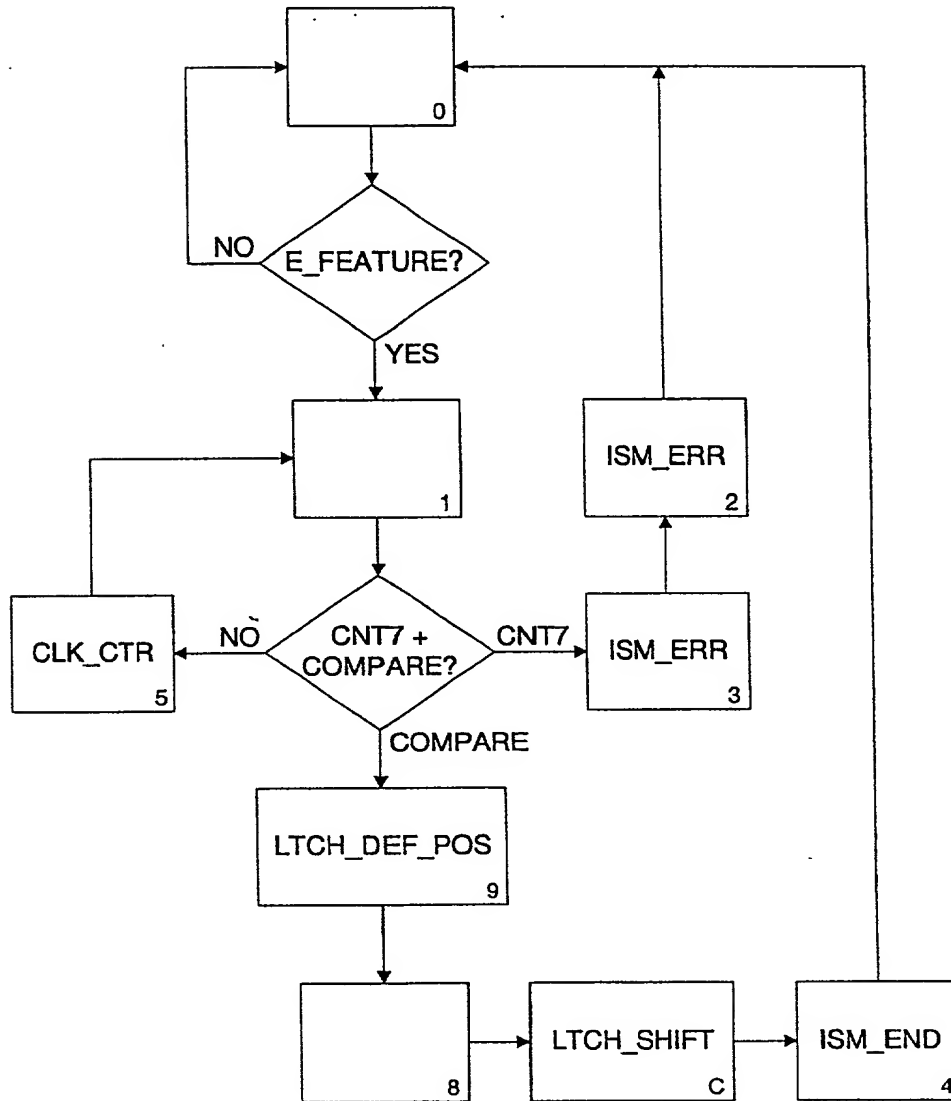 0
E_FEATURE?
NO
YES
1
ISM_ERR
2
CLK_CTR
5
NO
CNT7 +
COMPARE?
CNT7
ISM_ERR
3
COMPARE
LTCH_DEF_POS
9
8
LTCH_SHIFT
C
ISM_END
4